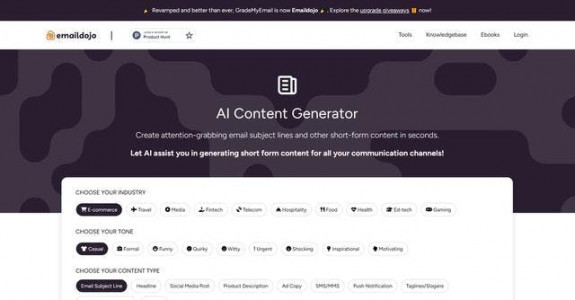 Revamped and better than ever, GradeMyEmail is now Emaildojo. Explore the upgrade giveaways now!
emaildojo
Product Hunt
Tools Knowledgebase Ebooks Login
AI Content Generator
Create attention-grabbing email subject lines and other short-form content in seconds.
Let AI assist you in generating short form content for all your communication channels!
CHOOSE YOUR INDUSTRY
E-commerce Travel Media Fintech Telecom Hospitality Food Health Ed-tech Gaming
CHOOSE YOUR TONE
Casual Formal Funny Quirky Witty Urgent Shocking Inspirational Motivating
CHOOSE YOUR CONTENT TYPE
Email Subject Line Headline Social Media Post Product Description Ad Copy SMS/MMS Push Notification Taglines/Slogans